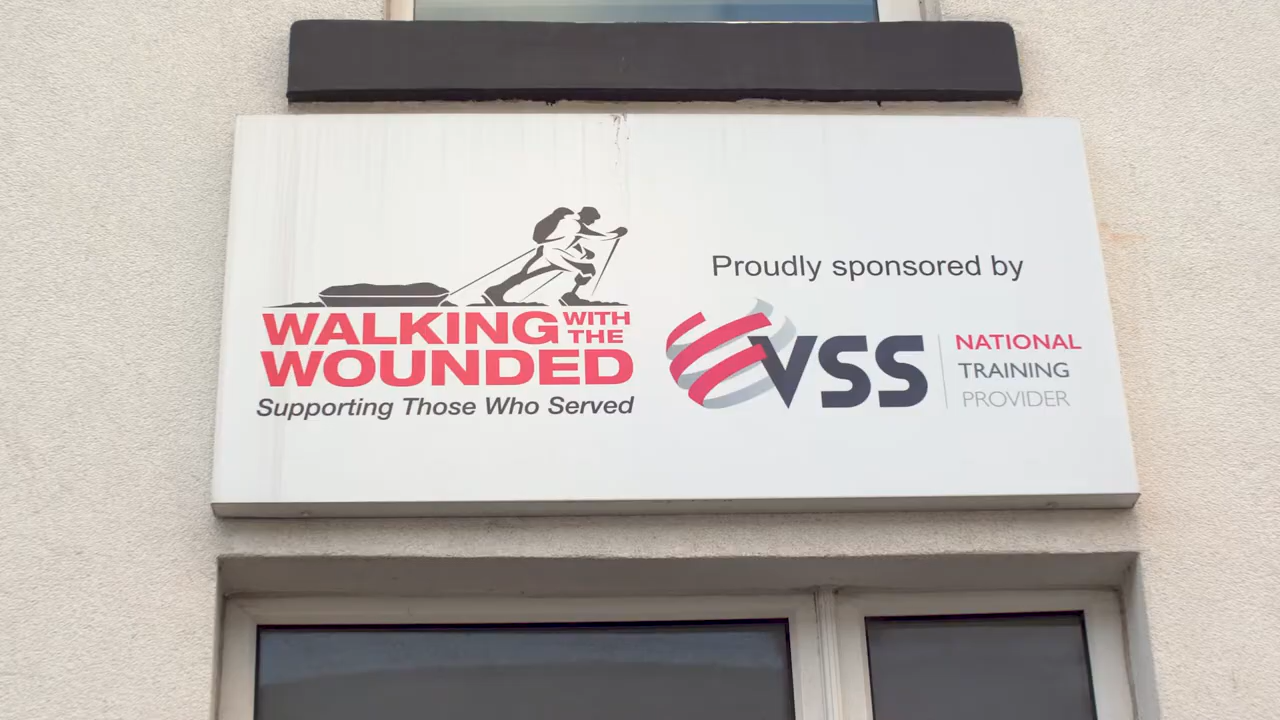 WALKING WITH THE
WOUNDED
Supporting Those Who Served
Proudly sponsored by
VSS
NATIONAL
TRAINING
PROVIDER